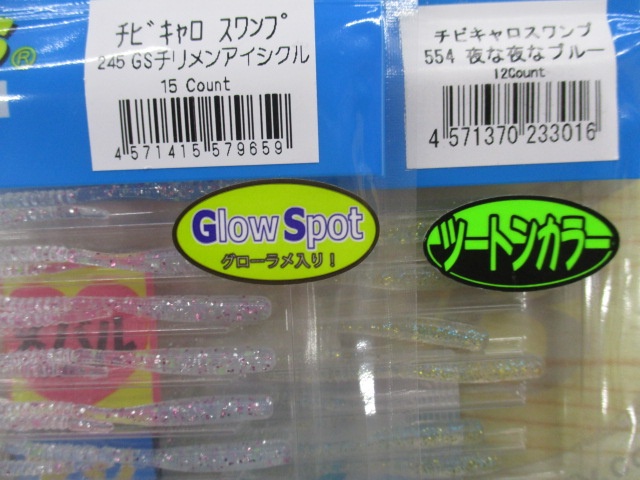 チビキャロ スワンプ
245 GSチリメンアイシクル
15 Count
4 571415 579659
チビキャロスワンプ
554 夜な夜なブルー
12Count
4 571370 233016
Glow Spot
グローラメ入り!
ツートンカラー
メバル